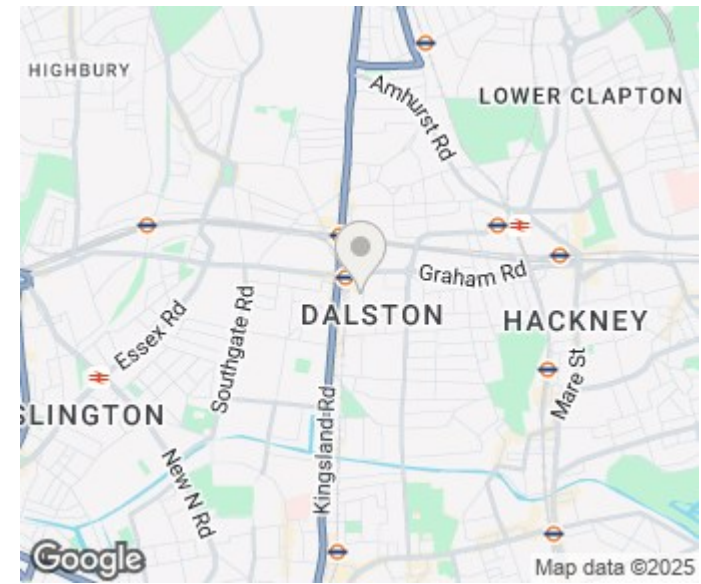 HIGHBURY
LOWER CLAPTON
Amhurst Rd
Graham Rd
DALSTON
HACKNEY
Essex Rd
Southgate Rd
Mare St
SLINGTON
Kingsland Rd
New N Rd
Google
Map data ©2025